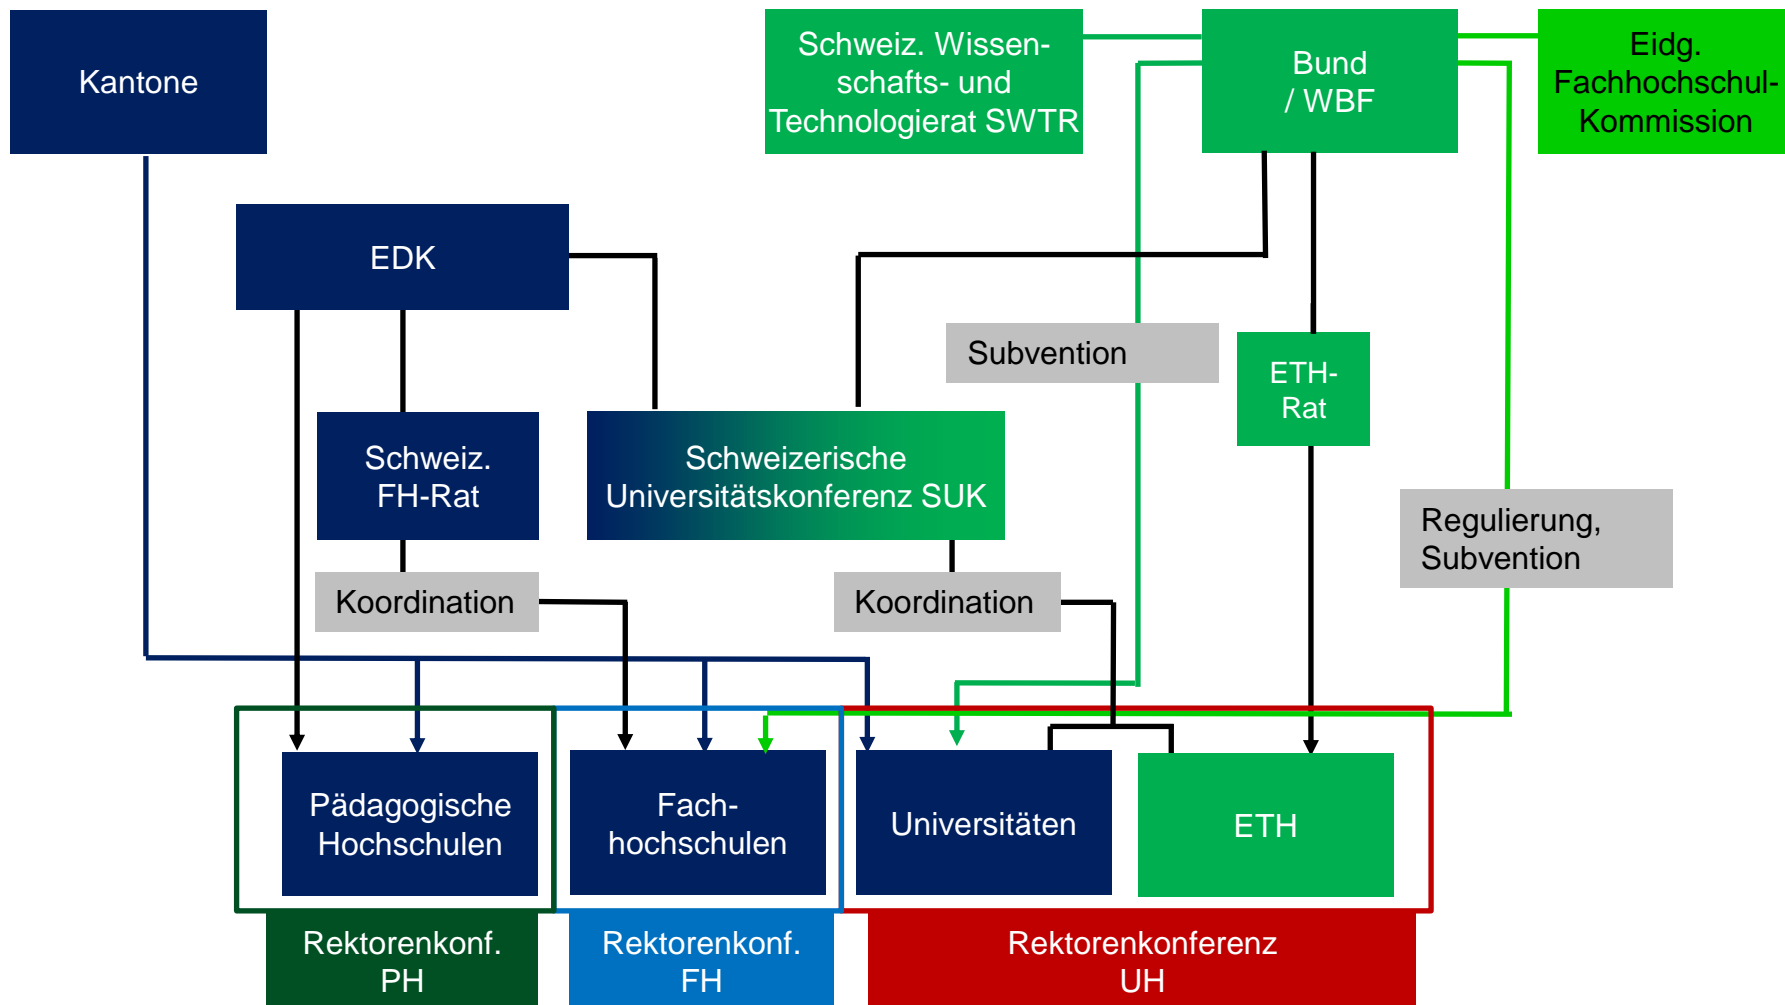 Kantone
Schweiz. Wissen-
schafts- und
Technologierat SWTR
Bund
/ WBF
Eidg.
Fachhochschul-
Kommission
EDK
Subvention
ETH-
Rat
Schweiz.
FH-Rat
Schweizerische
Universitätskonferenz SUK
Regulierung,
Subvention
Koordination
Koordination
Pädagogische
Hochschulen
Fach-
hochschulen
Universitäten
ETH
Rektorenkonf.
PH
Rektorenkonf.
FH
Rektorenkonferenz
UH